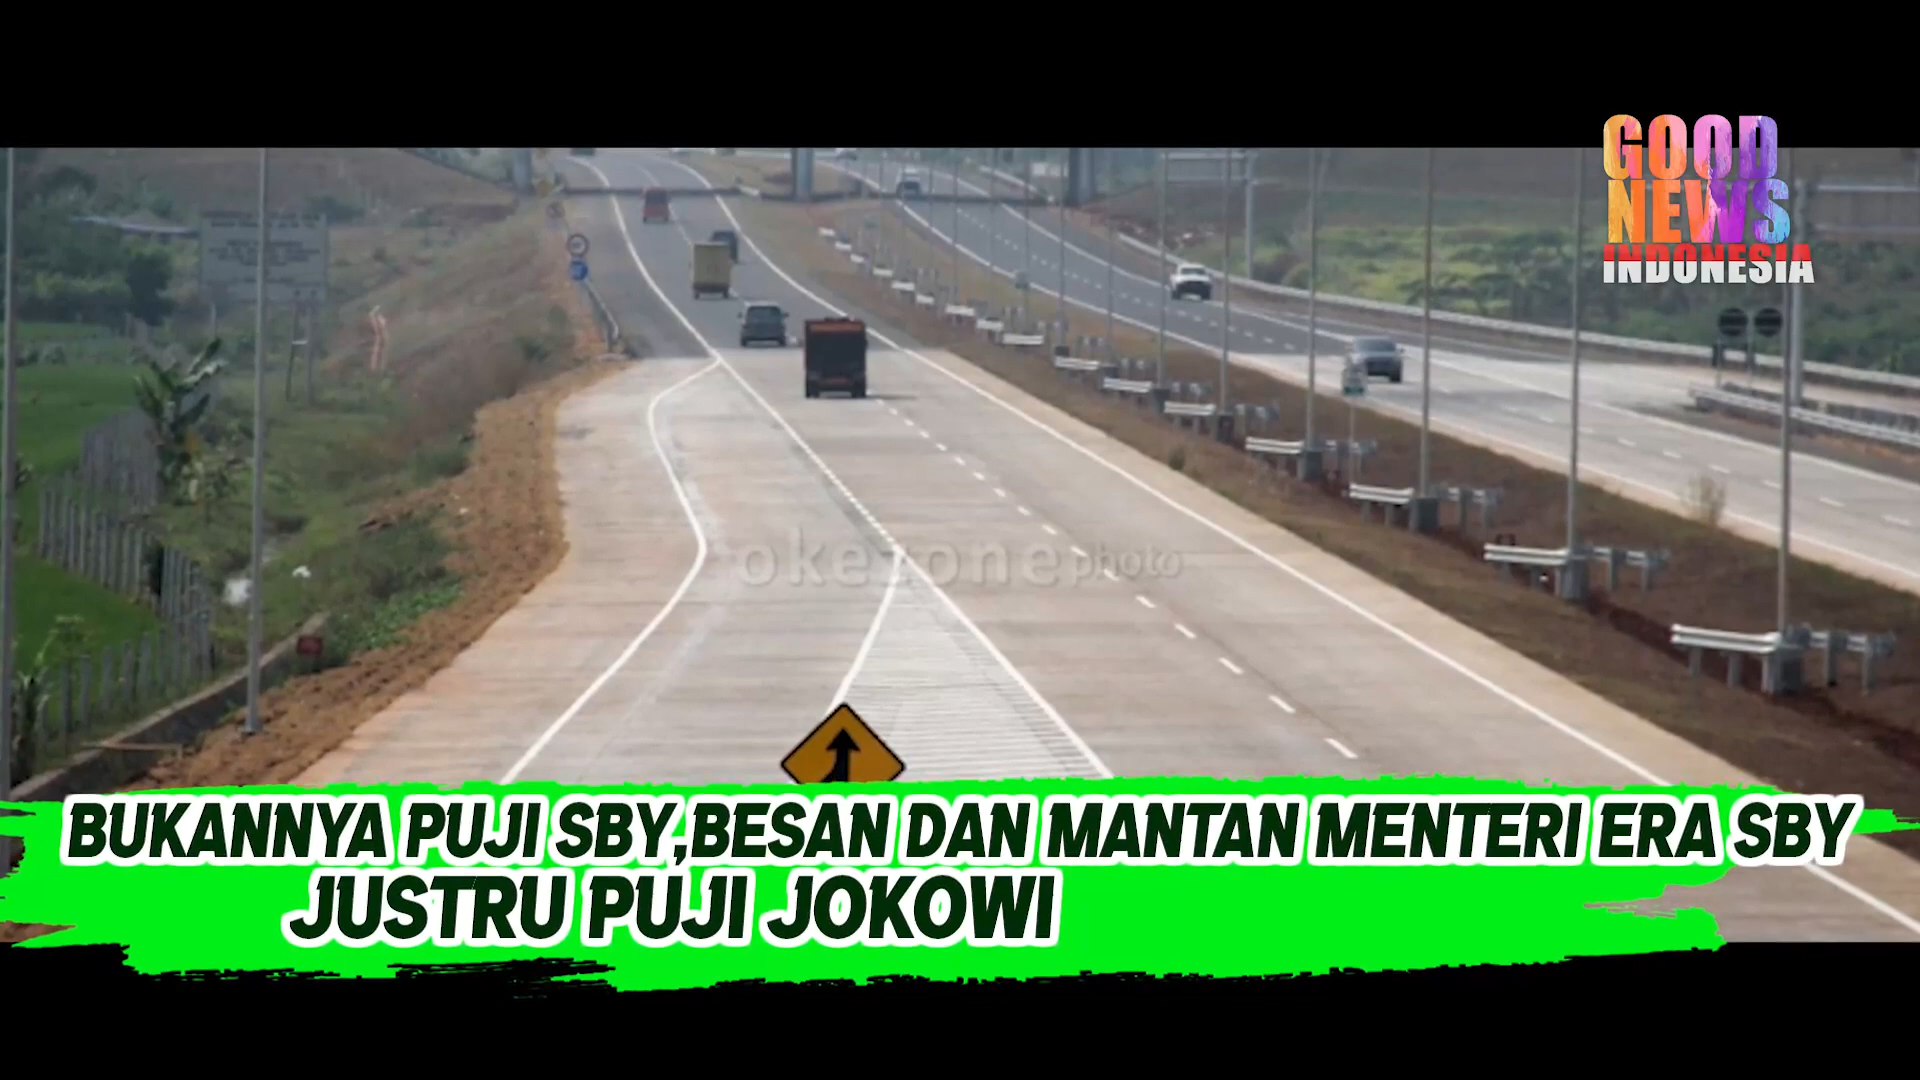 GOOD
NEWS
INDONESIA
okezone photo
BUKANNYA PUJI SBY,BESAN DAN MANTAN MENTERI ERA SBY
JUSTRU PUJI JOKOWI